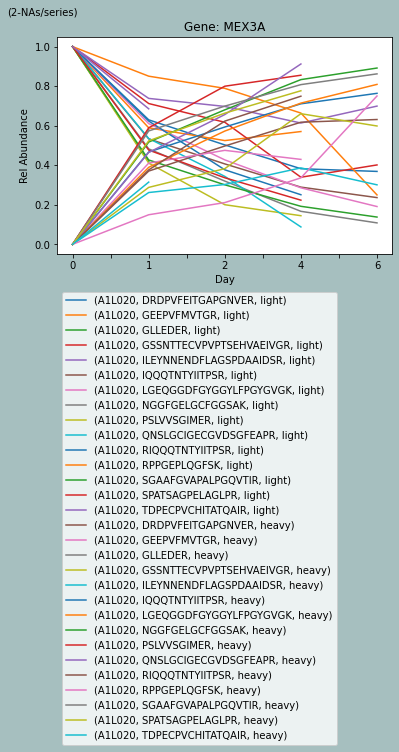 (2-NAs/series)
Gene: MEX3A
Rel Abundance
1.0
0.8
0.6
0.4
0.2
0.0
0
1
2
4
6
Day
(A1L020, DRDPVFEITGAPGNVER, light)
(A1L020, GEEPVFMVTGR, light)
(A1L020, GLLEDER, light)
(A1L020, GSSNTTECVPVPTSEHVAEIVGR, light)
(A1L020, ILEYNNENDFLAGSPDAAIDSR, light)
(A1L020, IQQQTNTYIITPSR, light)
(A1L020, LGEQGGDFGYGGYLFPGYGVGK, light)
(A1L020, NGGFGELGCFGGSAK, light)
(A1L020, PSLVVSGIMER, light)
(A1L020, QNSLGCIGECGVDSGFEAPR, light)
(A1L020, RIQQQTNTYIITPSR, light)
(A1L020, RPPGEPLQGFSK, light)
(A1L020, SGAAFGVAPALPGQVTIR, light)
(A1L020, SPATSAGPELAGLPR, light)
(A1L020, TDPECPVCHITATQAIR, light)
(A1L020, DRDPVFEITGAPGNVER, heavy)
(A1L020, GEEPVFMVTGR, heavy)
(A1L020, GLLEDER, heavy)
(A1L020, GSSNTTECVPVPTSEHVAEIVGR, heavy)
(A1L020, ILEYNNENDFLAGSPDAAIDSR, heavy)
(A1L020, IQQQTNTYIITPSR, heavy)
(A1L020, LGEQGGDFGYGGYLFPGYGVGK, heavy)
(A1L020, NGGFGELGCFGGSAK, heavy)
(A1L020, PSLVVSGIMER, heavy)
(A1L020, QNSLGCIGECGVDSGFEAPR, heavy)
(A1L020, RIQQQTNTYIITPSR, heavy)
(A1L020, RPPGEPLQGFSK, heavy)
(A1L020, SGAAFGVAPALPGQVTIR, heavy)
(A1L020, SPATSAGPELAGLPR, heavy)
(A1L020, TDPECPVCHITATQAIR, heavy)